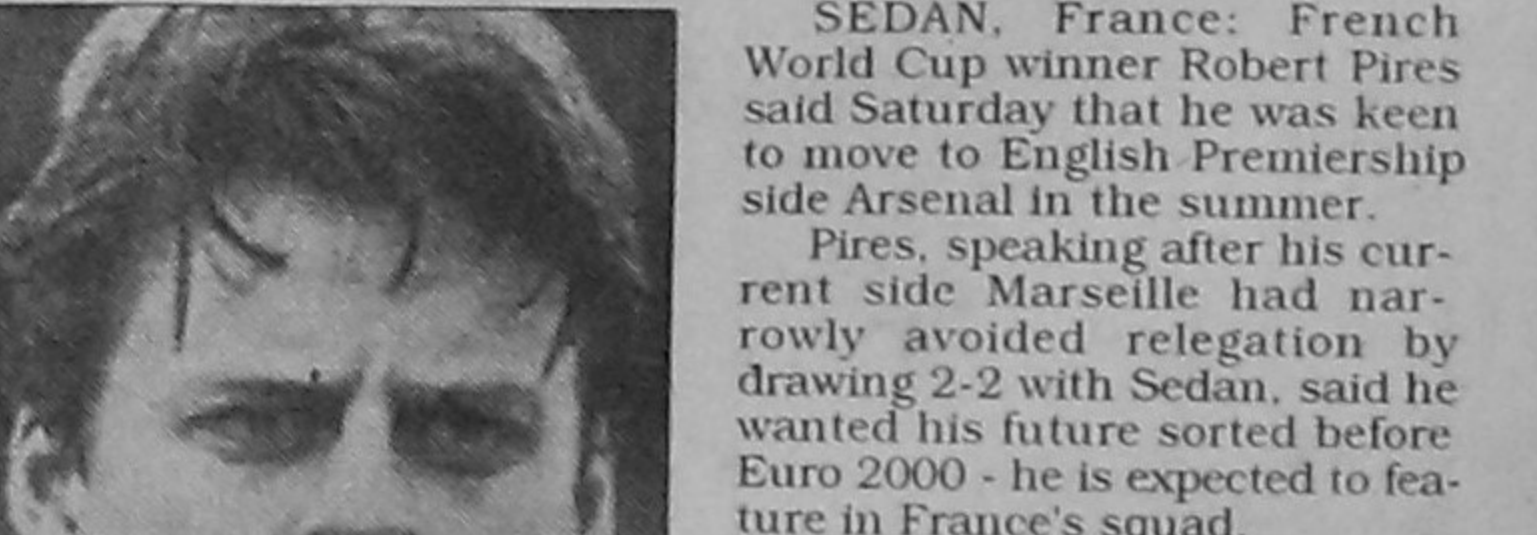 SEDAN, France: French
World Cup winner Robert Pires
said Saturday that he was keen
to move to English Premiership
side Arsenal in the summer.
Pires, speaking after his cur-
rent side Marseille had nar-
rowly avoided relegation by
drawing 2-2 with Sedan, said he
wanted his future sorted before
Euro 2000 - he is expected to fea-
ture in France's squad.